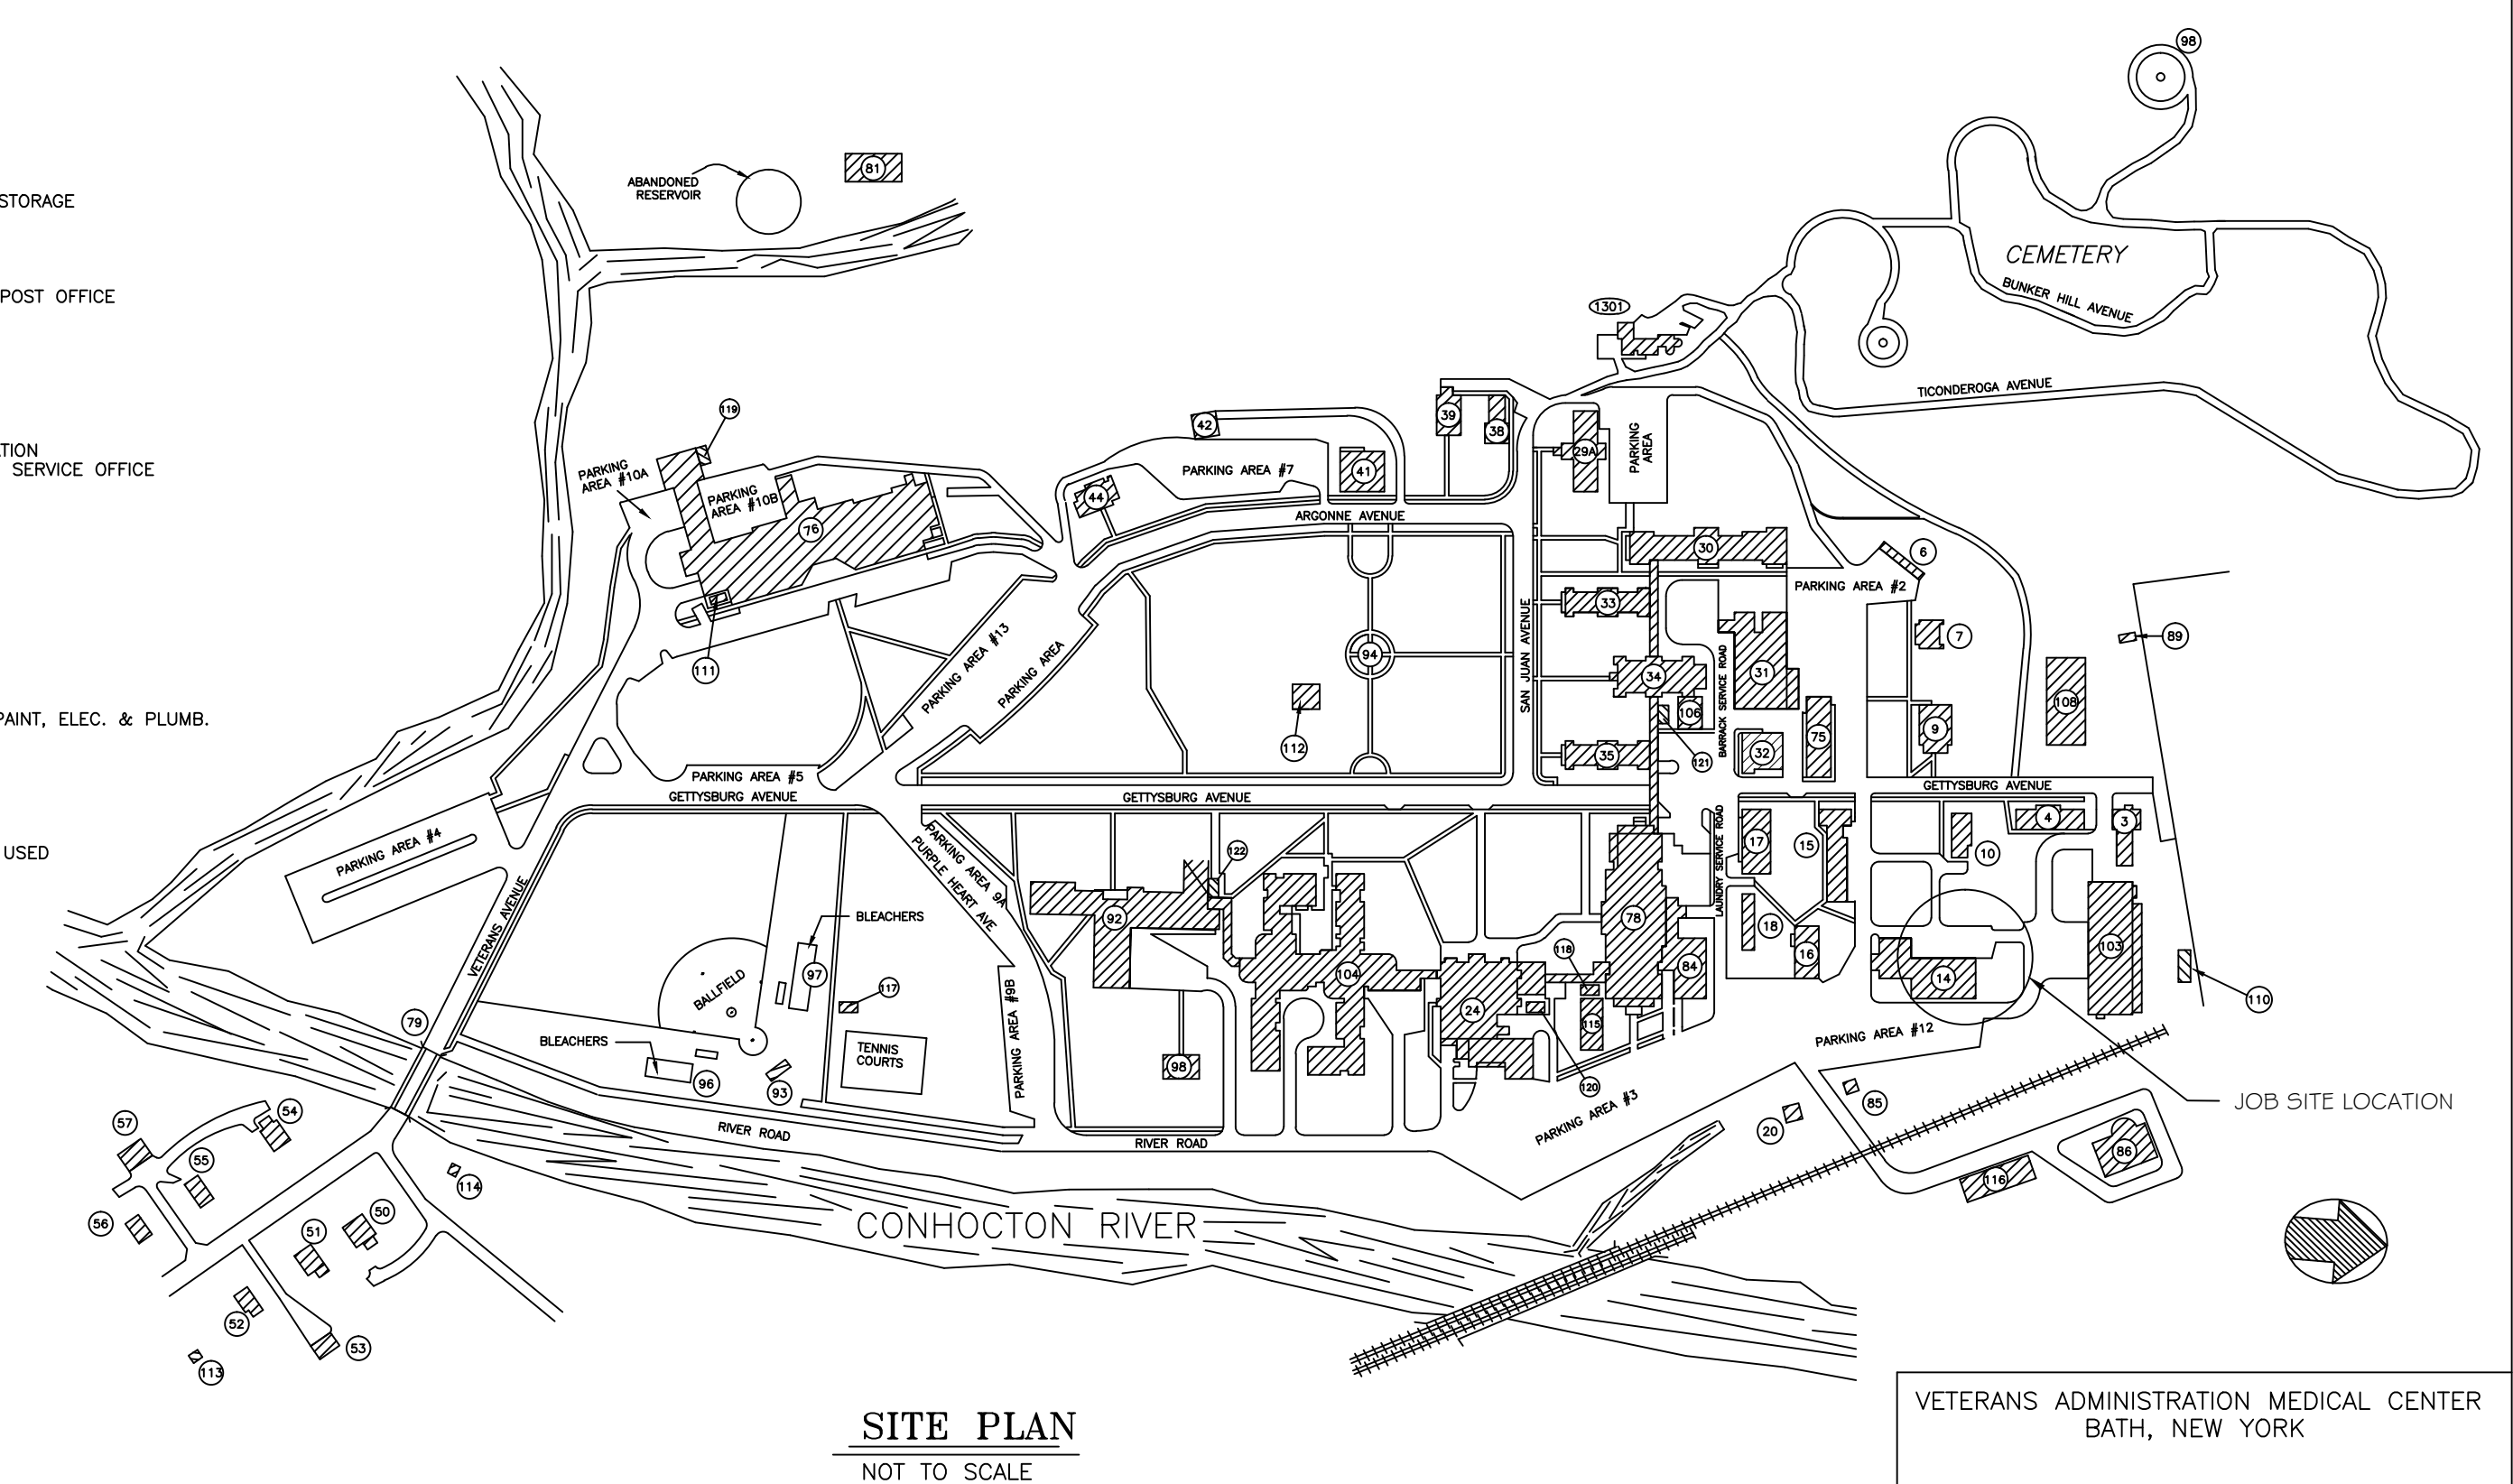 STORAGE
POST OFFICE
TION
SERVICE OFFICE
PAINT, ELEC. & PLUMB.
USED
98
81
ABANDONED
RESERVOIR
CEMETERY
BUNKER HILL AVENUE
1301
TICONDEROGA AVENUE
119
42
39
38
29A
PARKING
AREA
PARKING
AREA #10A
PARKING
AREA #10B
76
44
PARKING AREA #7
41
ARGONNE AVENUE
30
6
PARKING AREA #2
33
SAN JUAN AVENUE
7
89
111
PARKING AREA #13
PARKING AREA
94
34
BARRACK SERVICE ROAD
31
108
106
112
35
121
32
75
9
PARKING AREA #5
GETTYSBURG AVENUE
GETTYSBURG AVENUE
GETTYSBURG AVENUE
PARKING AREA #4
PARKING AREA 9A
PURPLE HEART AVE
122
LAUNDRY SERVICE ROAD
17
15
10
4
3
VETERANS AVENUE
BLEACHERS
92
78
18
16
103
BALLFIELD
97
117
104
118
84
14
110
79
BLEACHERS
TENNIS
COURTS
PARKING AREA #9B
24
115
PARKING AREA #12
96
93
98
120
PARKING AREA #3
85
JOB SITE LOCATION
57
54
RIVER ROAD
RIVER ROAD
20
86
55
114
116
56
51
50
CONHOCTON RIVER
52
53
113
SITE PLAN
NOT TO SCALE
VETERANS ADMINISTRATION MEDICAL CENTER
BATH, NEW YORK